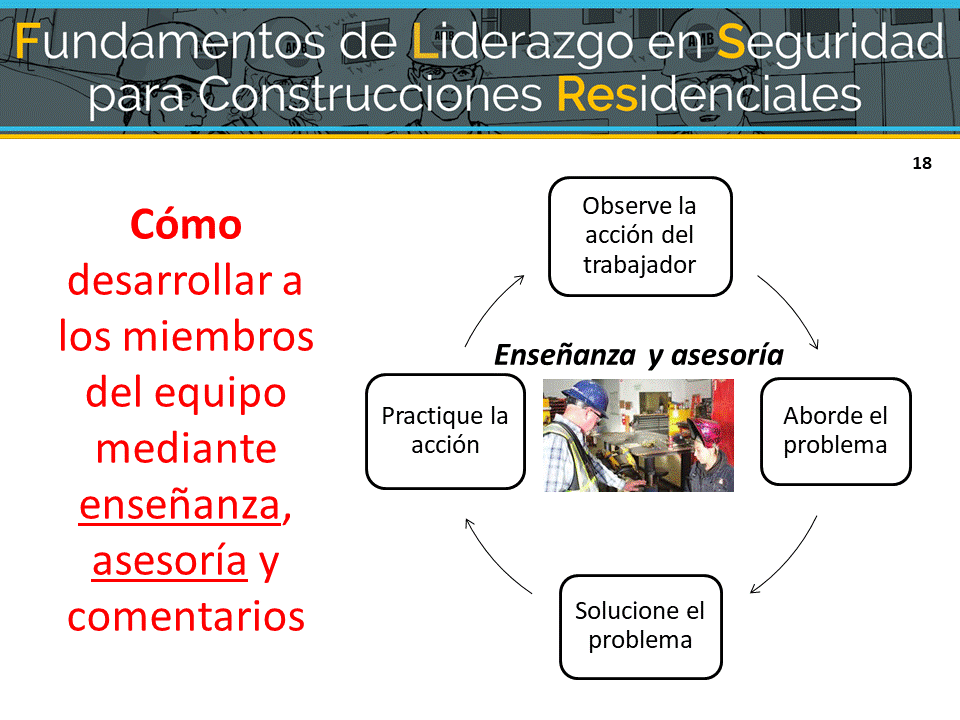 Fundamentos de Liderazgo en Seguridad
para Construcciones Residenciales
18
Cómo
desarrollar a
los miembros
del equipo
mediante
enseñanza,
asesoría y
comentarios
Observe la
acción del
trabajador
Enseñanza y asesoría
Practique la
acción
Aborde el
problema
Solucione el
problema